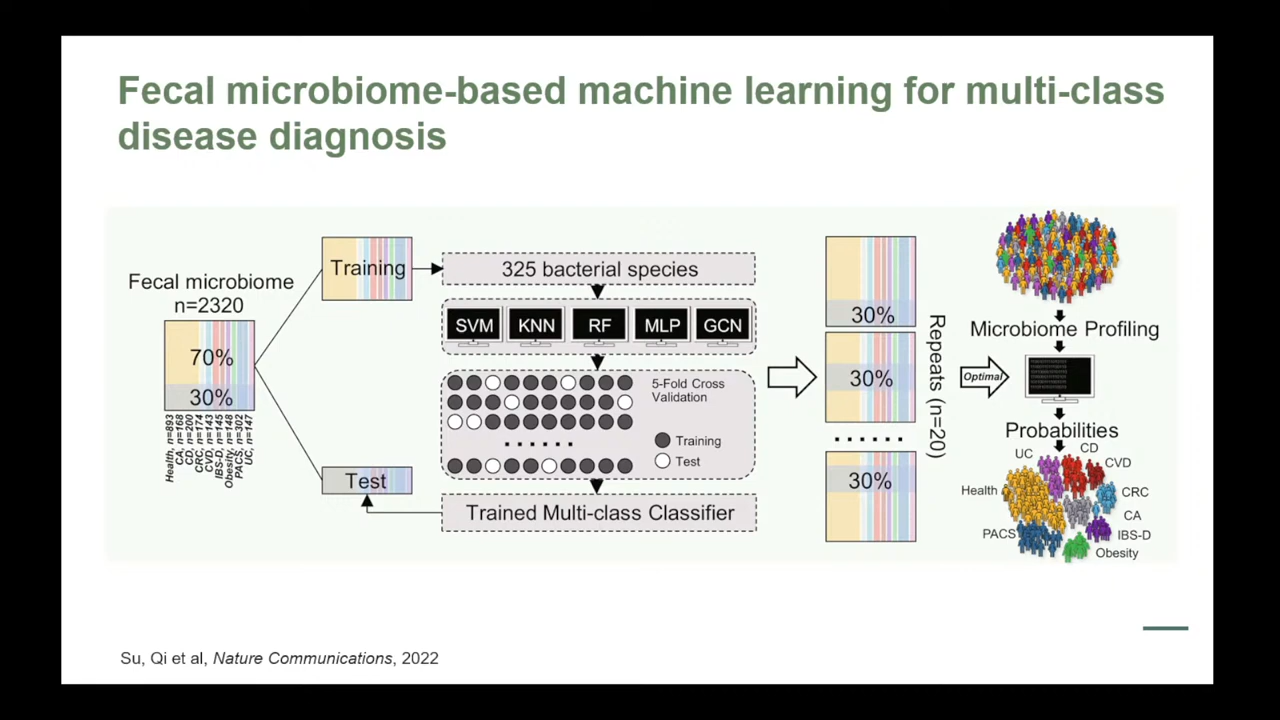 Fecal microbiome-based machine learning for multi-class
disease diagnosis
Fecal microbiome
n=2320
70%
30%
Health, n=893
CA, n=168
CD, n=200
CRC, n=174
CVD, n=143
IBS-D, n=145
Obesity, n=148
PACS, n=302
UC, n=147
Training
Test
325 bacterial species
SVM
KNN
RF
MLP
GCN
5-Fold Cross
Validation
Training
Test
Trained Multi-class Classifier
30%
30%
30%
Repeats (n=20)
Optimal
Microbiome Profiling
Probabilities
UC
CD
CVD
Health
CRC
CA
PACS
IBS-D
Obesity
Su, Qi et al, Nature Communications, 2022